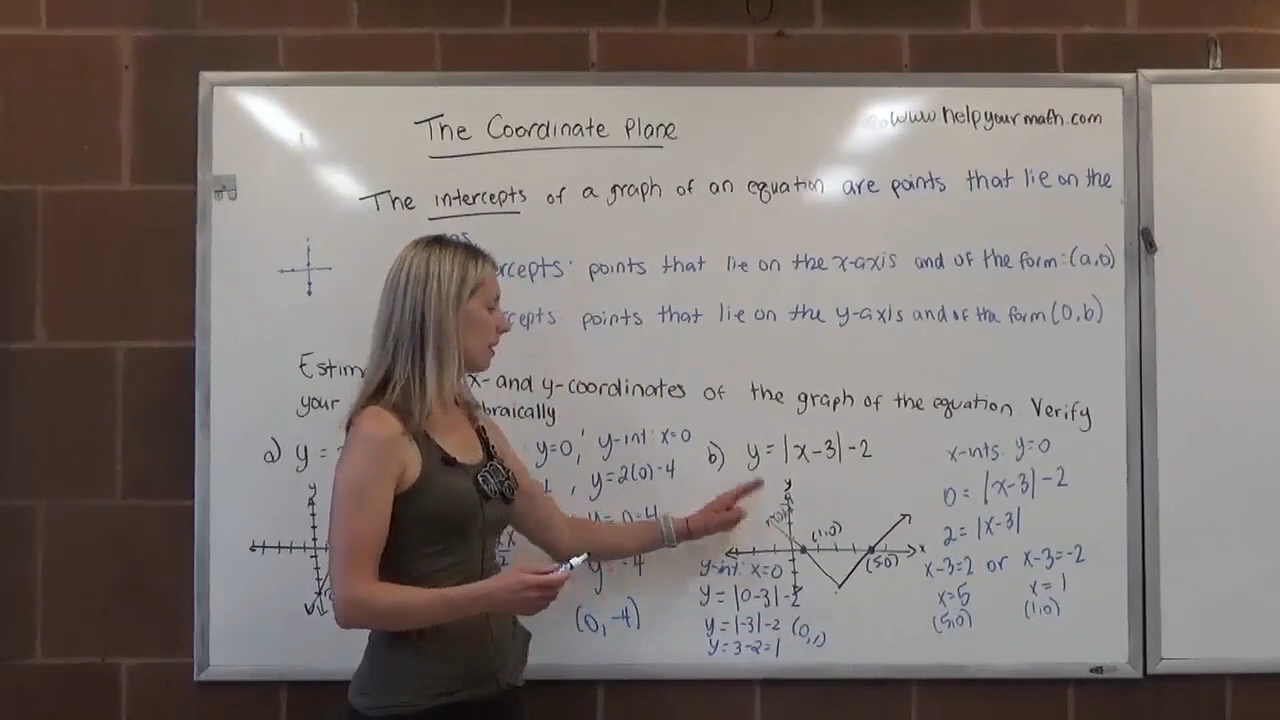 The Coordinate Plane
www.helpyourmath.com
The intercepts of a graph of an equation are points that lie on the
rcepts: points that lie on the x-axis and of the form: (a,0)
cepts points that lie on the y-axis and of the form (0,b)
Estim x- and y-coordinates of the graph of the equation Verify
your braically
a) y =
y=0, y-int: x=0
, y=2(0)-4
y=0-4
y=-4
(0,-4)
b) y = |x-3|-2
y
x
(1,0)
(5,0)
y-int: x=0
y = |0-3|-2
y = |-3|-2 (0,1)
y = 3-2=1
x-ints: y=0
0 = |x-3|-2
2 = |x-3|
x-3=2 or x-3=-2
x=5 x=1
(5,0) (1,0)